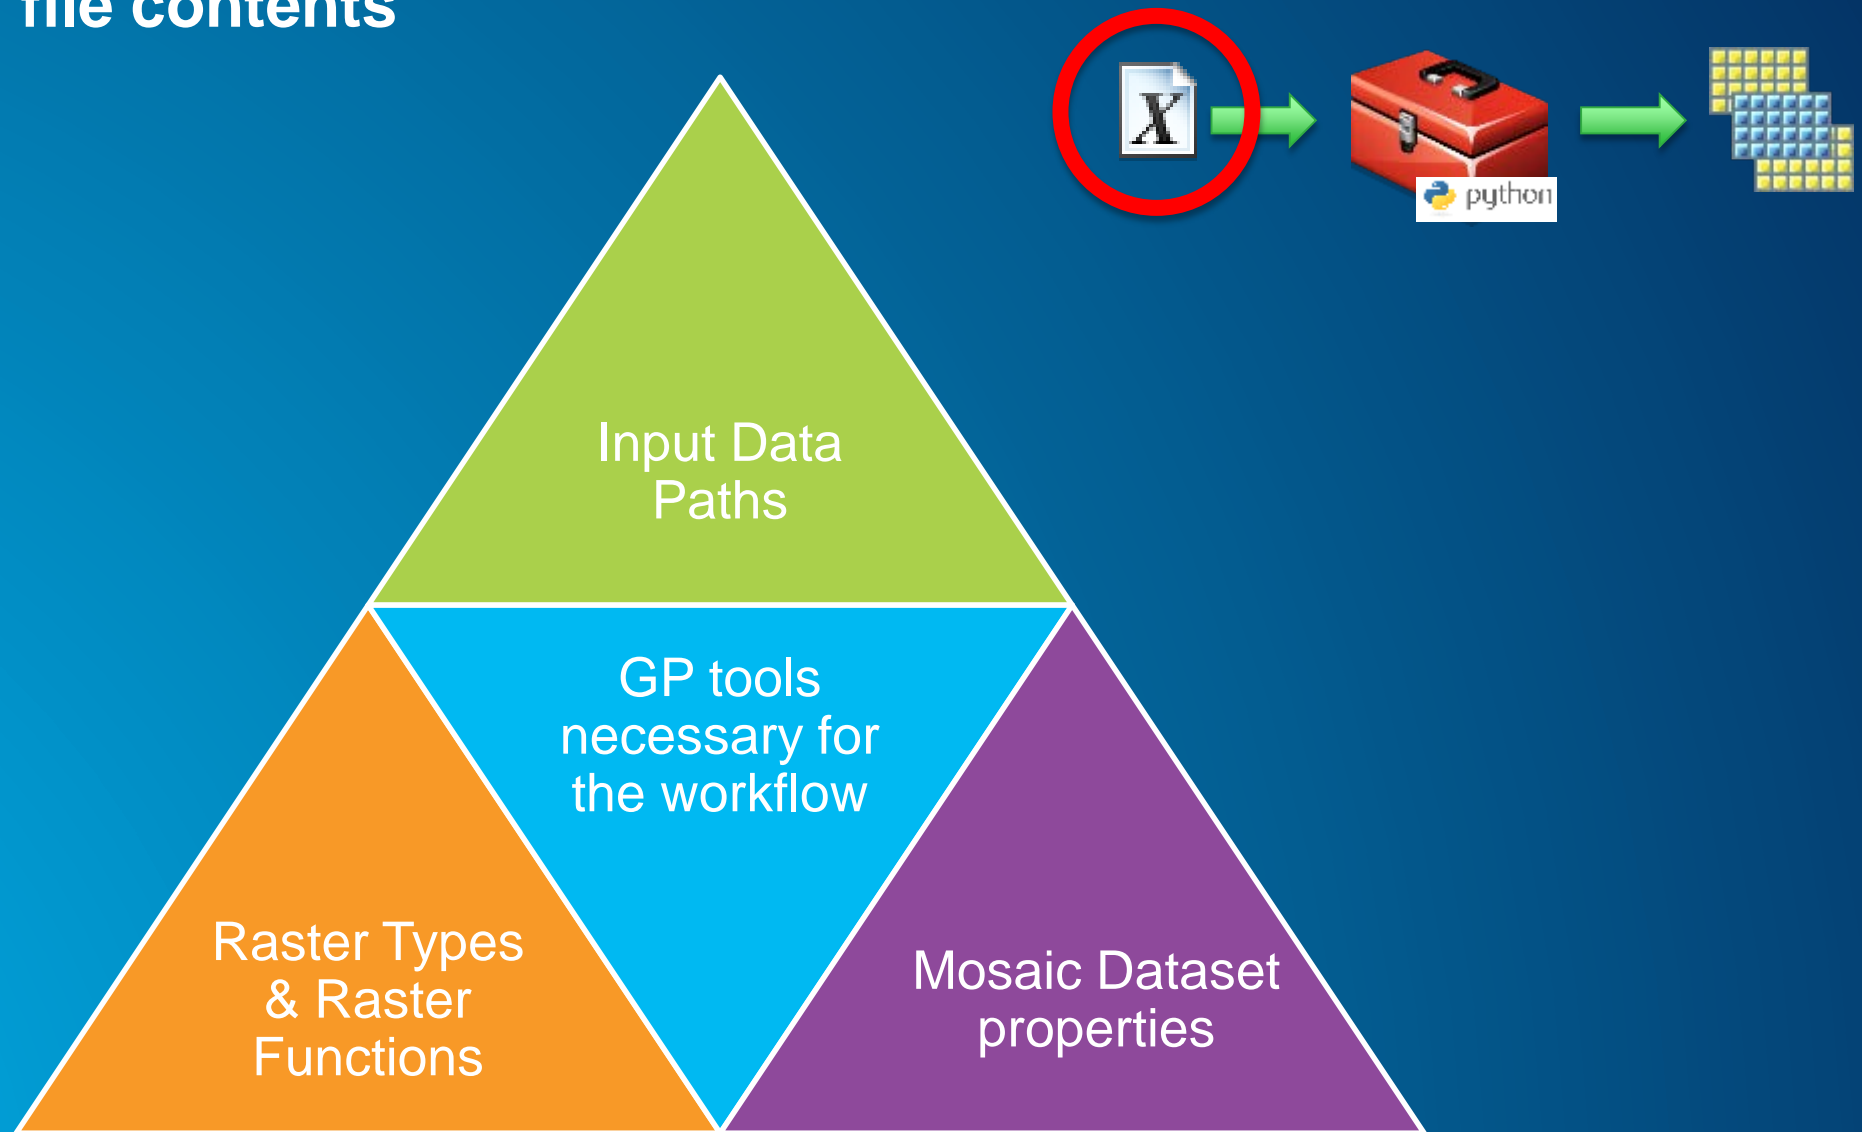 file contents
X
python
Input Data
Paths
GP tools
necessary for
the workflow
Raster Types
& Raster
Functions
Mosaic Dataset
properties